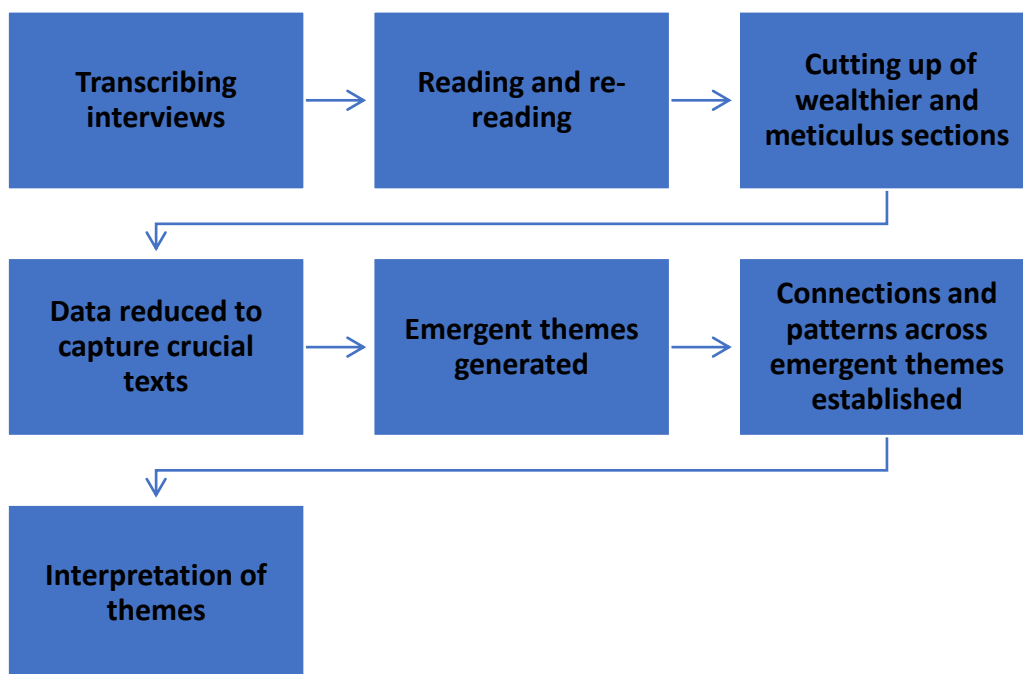 Transcribing
interviews
Reading and re-
reading
Cutting up of
wealthier and
meticulus sections
Data reduced to
capture crucial
texts
Emergent themes
generated
Connections and
patterns across
emergent themes
established
Interpretation of
themes